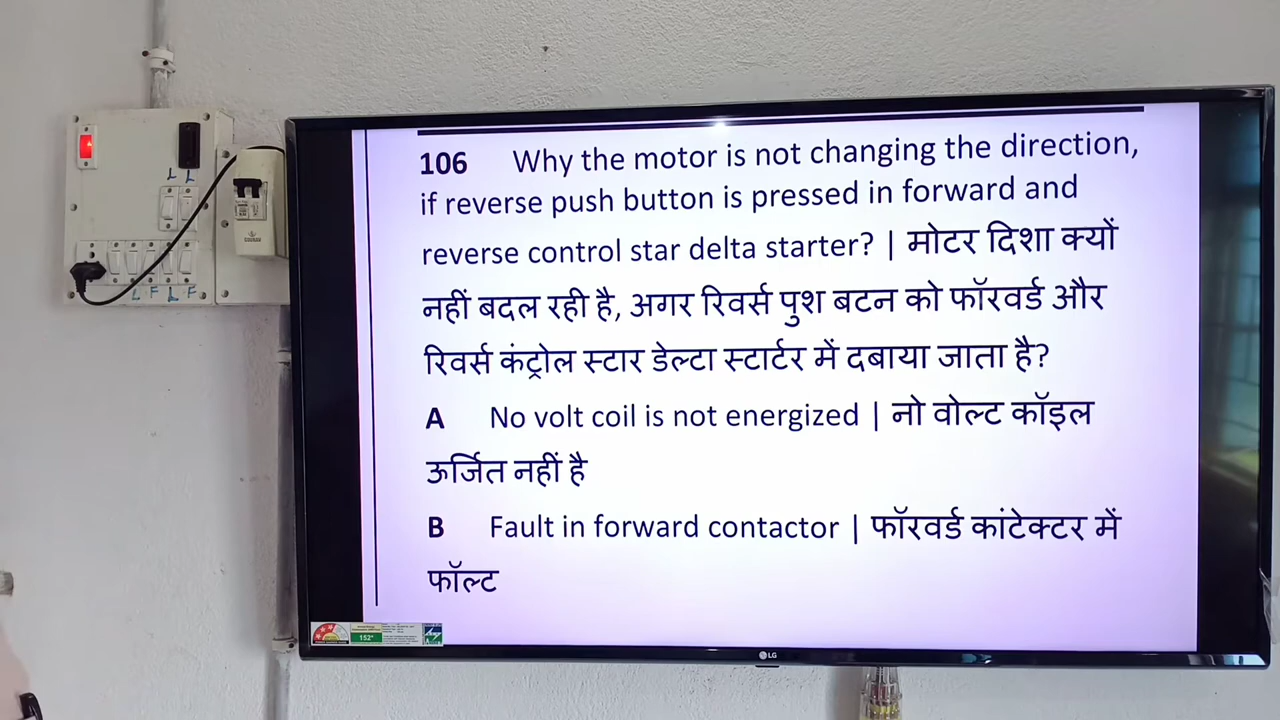 106 Why the motor is not changing the direction,
if reverse push button is pressed in forward and
reverse control star delta starter? | मोटर दिशा क्यों
नहीं बदल रही है, अगर रिवर्स पुश बटन को फॉरवर्ड और
रिवर्स कंट्रोल स्टार डेल्टा स्टार्टर में दबाया जाता है?
A No volt coil is not energized | नो वोल्ट कॉइल
ऊर्जित नहीं है
B Fault in forward contactor | फॉरवर्ड कांटेक्टर में
फॉल्ट
152*
LG
L L
L F L F